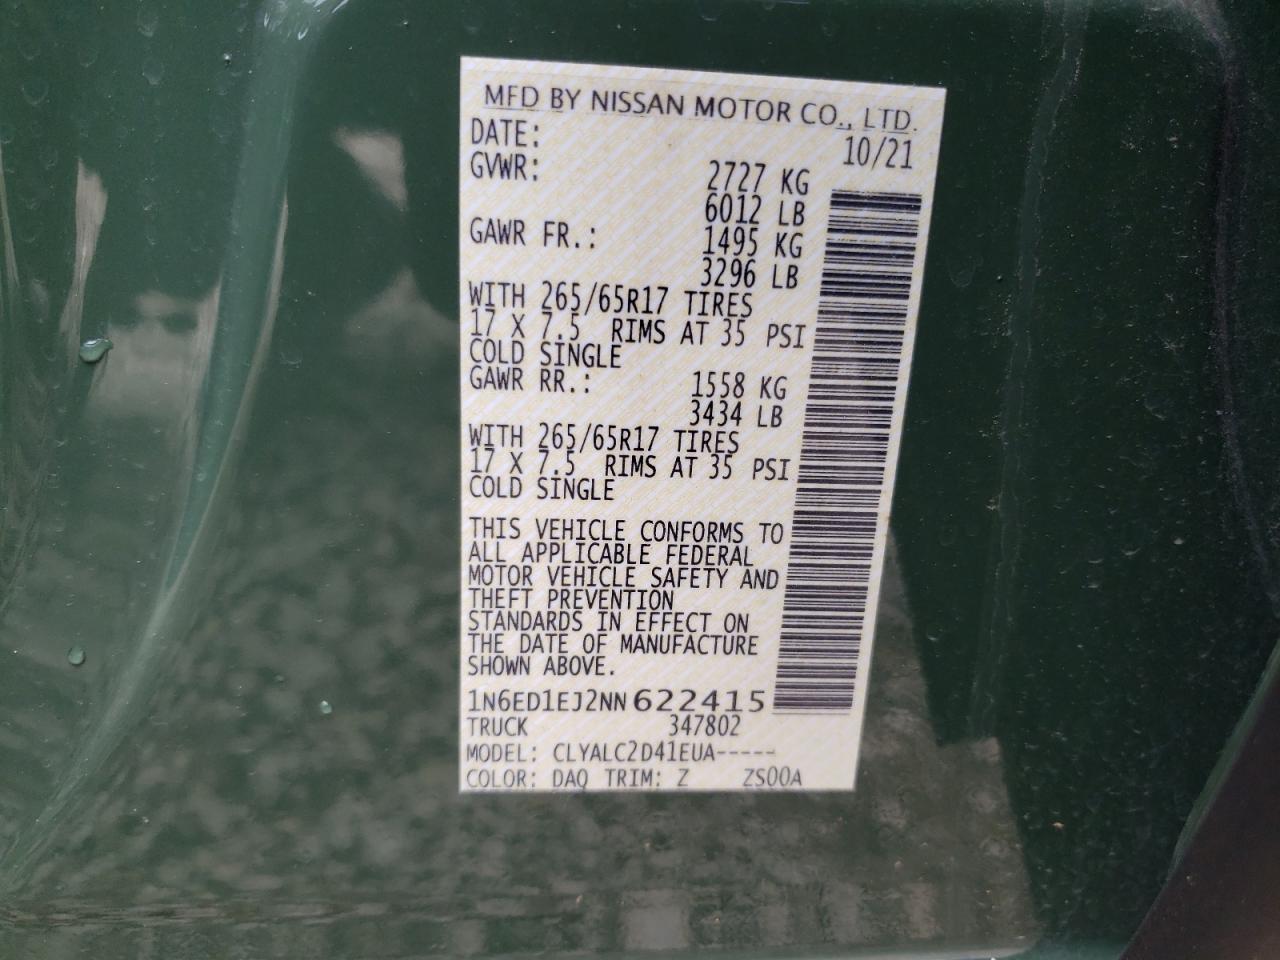 MFD BY NISSAN MOTOR CO., LTD.
DATE: 10/21
GVWR: 2727 KG
6012 LB
GAWR FR.: 1495 KG
3296 LB
WITH 265/65R17 TIRES
17 X 7.5 RIMS AT 35 PSI
COLD SINGLE
GAWR RR.: 1558 KG
3434 LB
WITH 265/65R17 TIRES
17 X 7.5 RIMS AT 35 PSI
COLD SINGLE
THIS VEHICLE CONFORMS TO
ALL APPLICABLE FEDERAL
MOTOR VEHICLE SAFETY AND
THEFT PREVENTION
STANDARDS IN EFFECT ON
THE DATE OF MANUFACTURE
SHOWN ABOVE.
1N6ED1EJ2NN622415
TRUCK 347802
MODEL: CLYALC2D41EUA-----
COLOR: DAQ TRIM: Z ZS00A